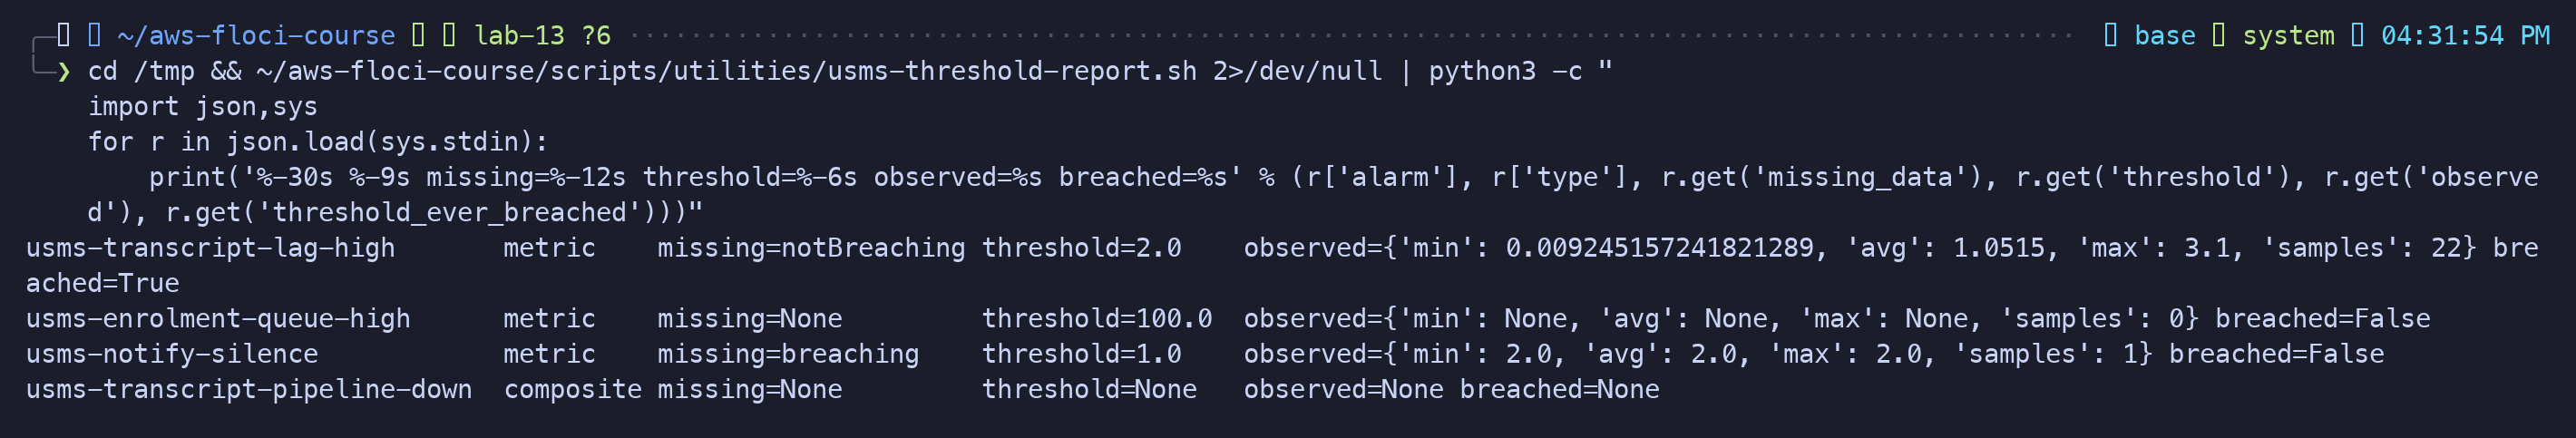 ~/aws-floci-course lab-13 ?6 base system 04:31:54 PM
❯ cd /tmp && ~/aws-floci-course/scripts/utilities/usms-threshold-report.sh 2>/dev/null | python3 -c "
import json,sys
for r in json.load(sys.stdin):
    print('%-30s %-9s missing=%-12s threshold=%-6s observed=%s breached=%s' % (r['alarm'], r['type'], r.get('missing_data'), r.get('threshold'), r.get('observe
d'), r.get('threshold_ever_breached')))"
usms-transcript-lag-high       metric    missing=notBreaching threshold=2.0    observed={'min': 0.009245157241821289, 'avg': 1.0515, 'max': 3.1, 'samples': 22} bre
ached=True
usms-enrolment-queue-high      metric    missing=None         threshold=100.0  observed={'min': None, 'avg': None, 'max': None, 'samples': 0} breached=False
usms-notify-silence            metric    missing=breaching    threshold=1.0    observed={'min': 2.0, 'avg': 2.0, 'max': 2.0, 'samples': 1} breached=False
usms-transcript-pipeline-down  composite missing=None         threshold=None   observed=None breached=None